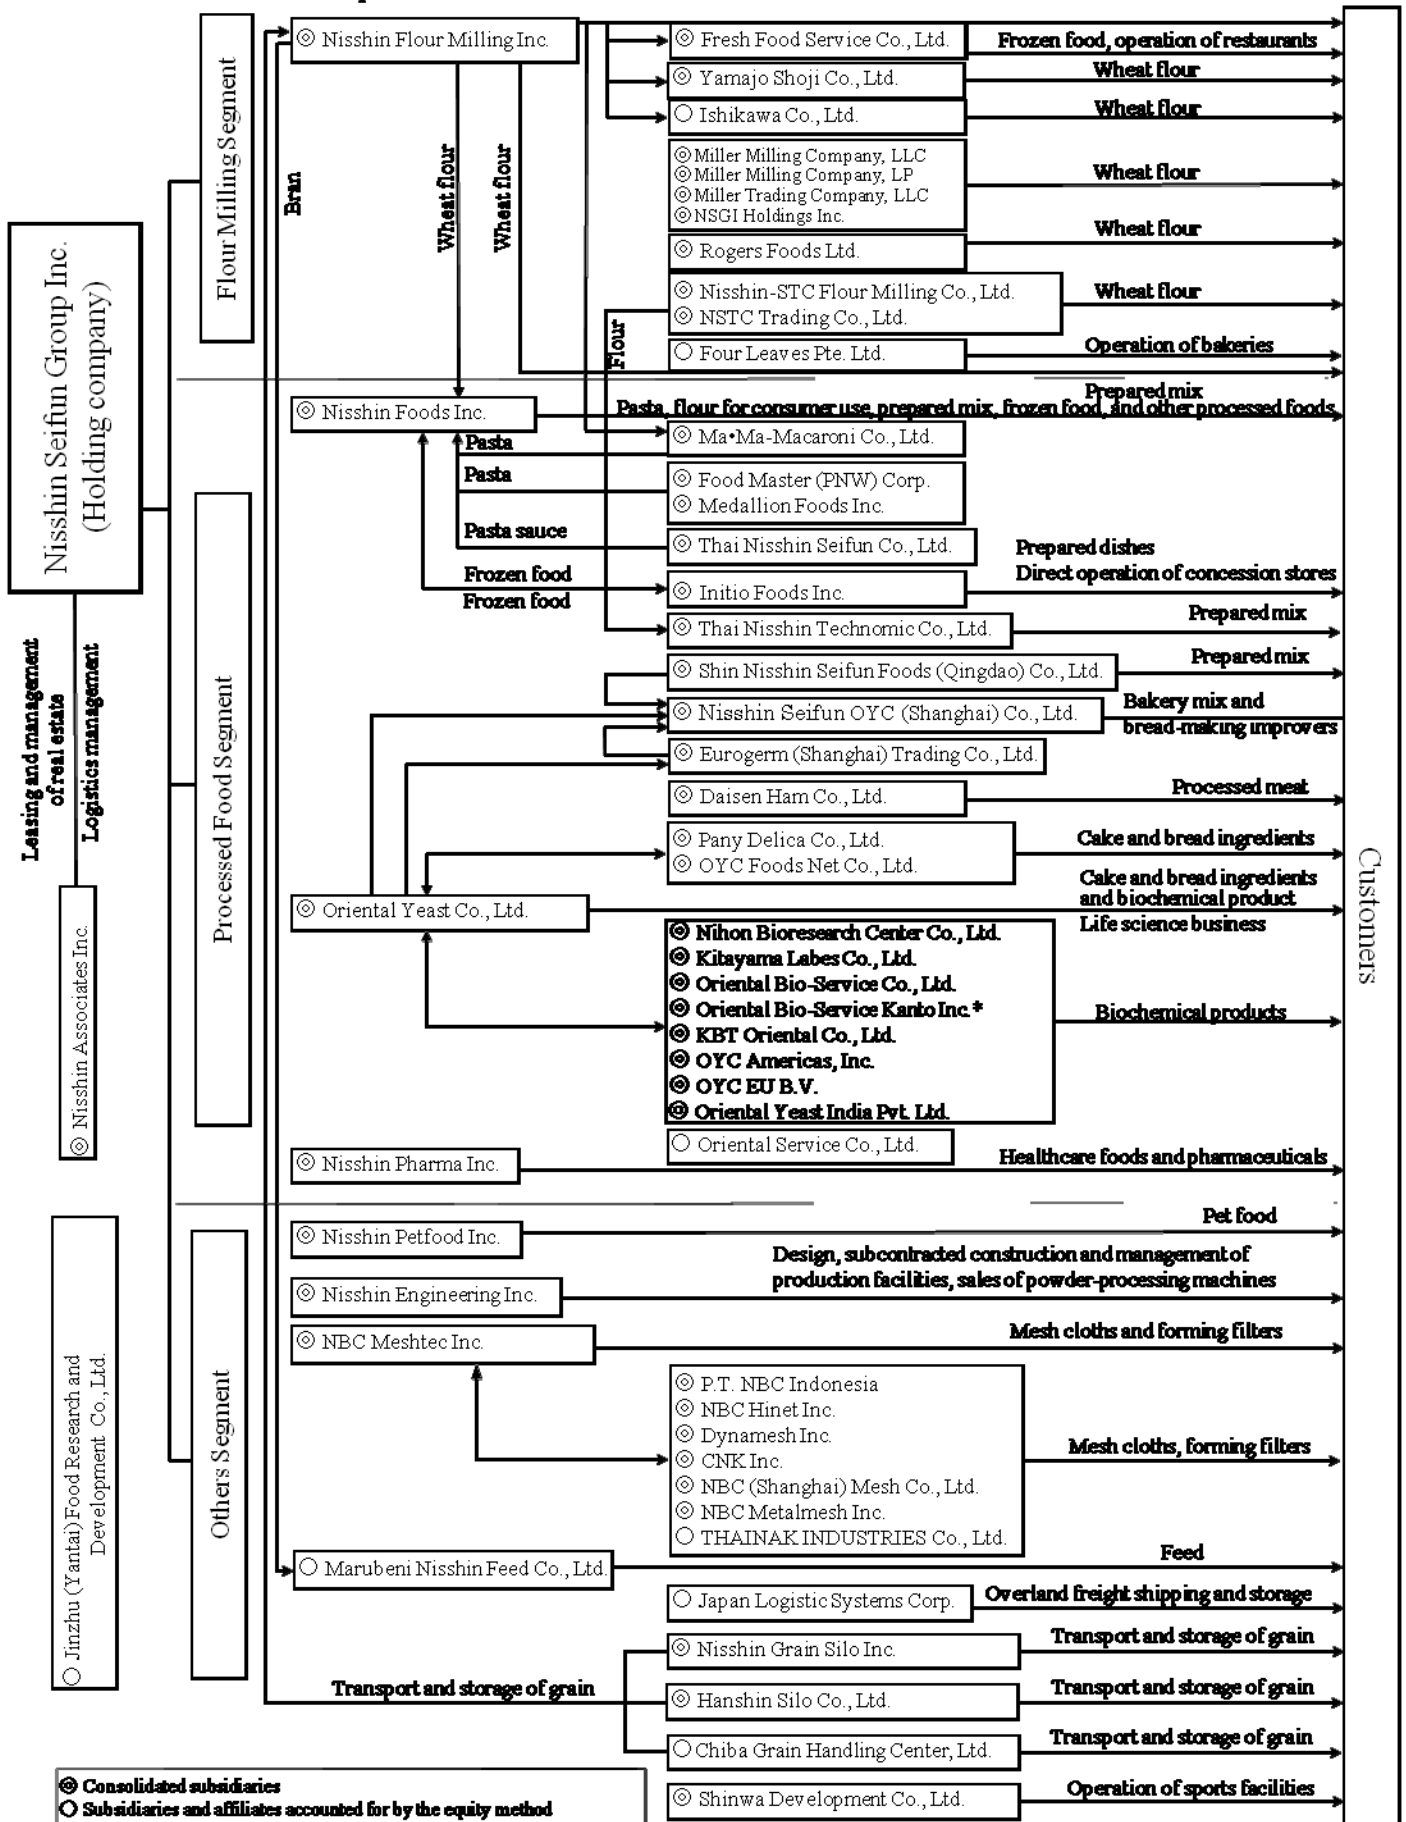 Nisshin Seifun Group Inc.
(Holding company)
Leasing and management
of real estate
Logistics management
◎ Nisshin Associates Inc.
○ Jinzhu (Yantai) Food Research and
Development Co., Ltd.
Flour Milling Segment
Processed Food Segment
Others Segment
Bran
Wheat flour
Wheat flour
Flour
◎ Nisshin Flour Milling Inc.
◎ Fresh Food Service Co., Ltd.
Frozen food, operation of restaurants
◎ Yamajo Shoji Co., Ltd.
Wheat flour
○ Ishikawa Co., Ltd.
Wheat flour
◎ Miller Milling Company, LLC
◎ Miller Milling Company, LP
◎ Miller Trading Company, LLC
◎ NSGI Holdings Inc.
Wheat flour
◎ Rogers Foods Ltd.
Wheat flour
◎ Nisshin-STC Flour Milling Co., Ltd.
◎ NSTC Trading Co., Ltd.
Wheat flour
○ Four Leaves Pte. Ltd.
Operation of bakeries
Prepared mix
◎ Nisshin Foods Inc.
Pasta, flour for consumer use, prepared mix, frozen food, and other processed foods
◎ Ma•Ma-Macaroni Co., Ltd.
Pasta
◎ Food Master (PNW) Corp.
◎ Medallion Foods Inc.
Pasta
◎ Thai Nisshin Seifun Co., Ltd.
Pasta sauce
Prepared dishes
Direct operation of concession stores
◎ Initio Foods Inc.
Frozen food
Frozen food
◎ Thai Nisshin Technomic Co., Ltd.
Prepared mix
◎ Shin Nisshin Seifun Foods (Qingdao) Co., Ltd.
Prepared mix
◎ Nisshin Seifun OYC (Shanghai) Co., Ltd.
Bakery mix and
bread-making improvers
◎ Eurogerm (Shanghai) Trading Co., Ltd.
◎ Daisen Ham Co., Ltd.
Processed meat
◎ Pany Delica Co., Ltd.
◎ OYC Foods Net Co., Ltd.
Cake and bread ingredients
◎ Oriental Yeast Co., Ltd.
Cake and bread ingredients
and biochemical product
Life science business
◎ Nihon Bioresearch Center Co., Ltd.
◎ Kitayama Labes Co., Ltd.
◎ Oriental Bio-Service Co., Ltd.
◎ Oriental Bio-Service Kanto Inc.*
◎ KBT Oriental Co., Ltd.
◎ OYC Americas, Inc.
◎ OYC EU B.V.
◎ Oriental Yeast India Pvt. Ltd.
Biochemical products
○ Oriental Service Co., Ltd.
◎ Nisshin Pharma Inc.
Healthcare foods and pharmaceuticals
◎ Nisshin Petfood Inc.
Pet food
Design, subcontracted construction and management of
production facilities, sales of powder-processing machines
◎ Nisshin Engineering Inc.
◎ NBC Meshtec Inc.
Mesh cloths and forming filters
◎ P.T. NBC Indonesia
◎ NBC Hinet Inc.
◎ Dynamesh Inc.
◎ CNK Inc.
◎ NBC (Shanghai) Mesh Co., Ltd.
◎ NBC Metalmesh Inc.
○ THAINAK INDUSTRIES Co., Ltd.
Mesh cloths, forming filters
○ Marubeni Nisshin Feed Co., Ltd.
Feed
○ Japan Logistic Systems Corp.
Overland freight shipping and storage
◎ Nisshin Grain Silo Inc.
Transport and storage of grain
Transport and storage of grain
◎ Hanshin Silo Co., Ltd.
Transport and storage of grain
○ Chiba Grain Handling Center, Ltd.
Transport and storage of grain
◎ Shinwa Development Co., Ltd.
Operation of sports facilities
Customers
◎ Consolidated subsidiaries
○ Subsidiaries and affiliates accounted for by the equity method